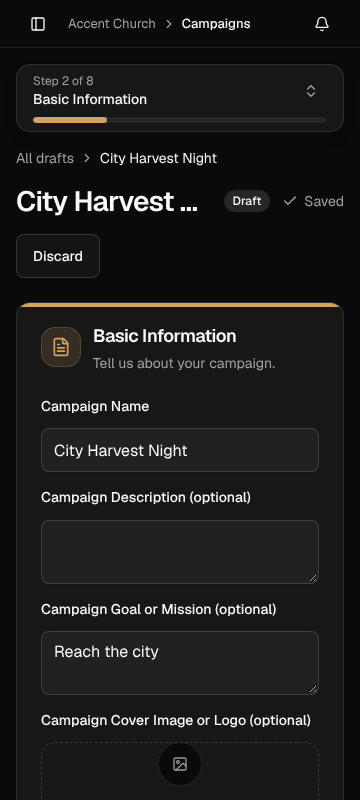 Accent Church > Campaigns
Step 2 of 8
Basic Information
All drafts > City Harvest Night
City Harvest ...
Draft
Saved
Discard
Basic Information
Tell us about your campaign.
Campaign Name
City Harvest Night
Campaign Description (optional)
Campaign Goal or Mission (optional)
Reach the city
Campaign Cover Image or Logo (optional)